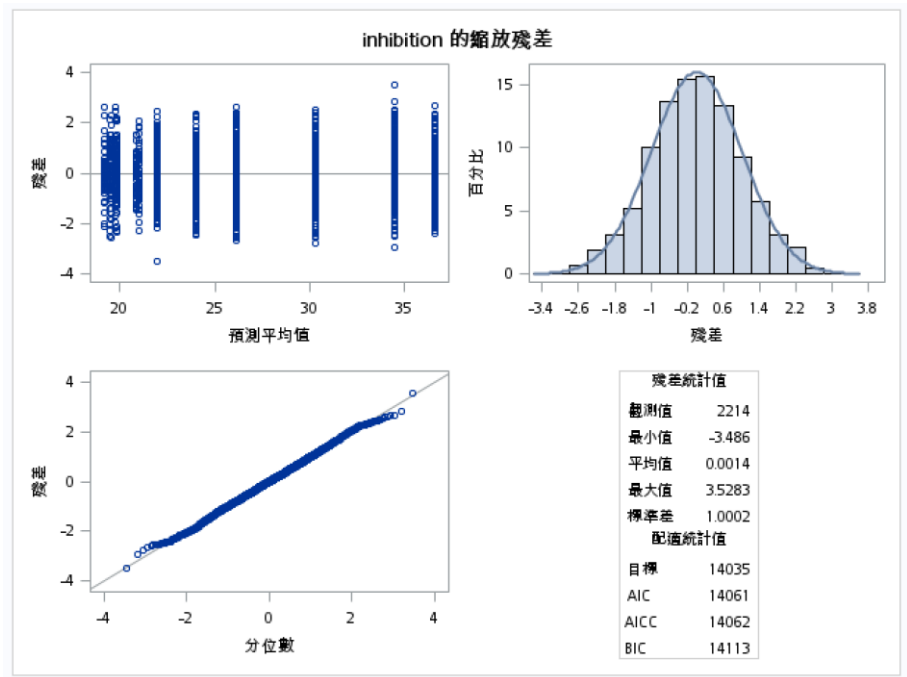 inhibition 的縮放殘差
4
2
0
-2
-4
殘差
20 25 30 35
預測平均值
15
10
5
0
百分比
-3.4 -2.6 -1.8 -1 -0.2 0.6 1.4 2.2 3 3.8
殘差
4
2
0
-2
-4
殘差
-4 -2 0 2 4
分位數
殘差統計值
觀測值 2214
最小值 -3.486
平均值 0.0014
最大值 3.5283
標準差 1.0002
配適統計值
目標 14035
AIC 14061
AICC 14062
BIC 14113